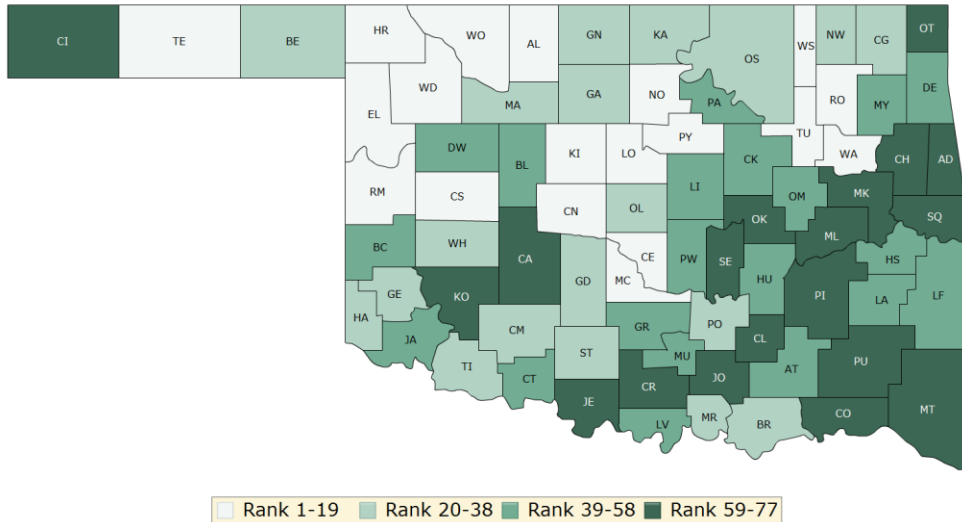 CI TE BE HR WO AL GN KA OS WS NW CG OT
WD MA GA NO PA RO MY DE
EL
DW BL KI LO PY CK TU WA CH AD
RM CS CN OL LI OM MK
BC WH CA OK ML SQ
GE KO GD MC CE PW SE HU PI HS
HA LA LF
JA CM ST GR PO CL
TI CT MU JO AT PU
JE CR LV MR BR CO MT
Rank 1-19 Rank 20-38 Rank 39-58 Rank 59-77